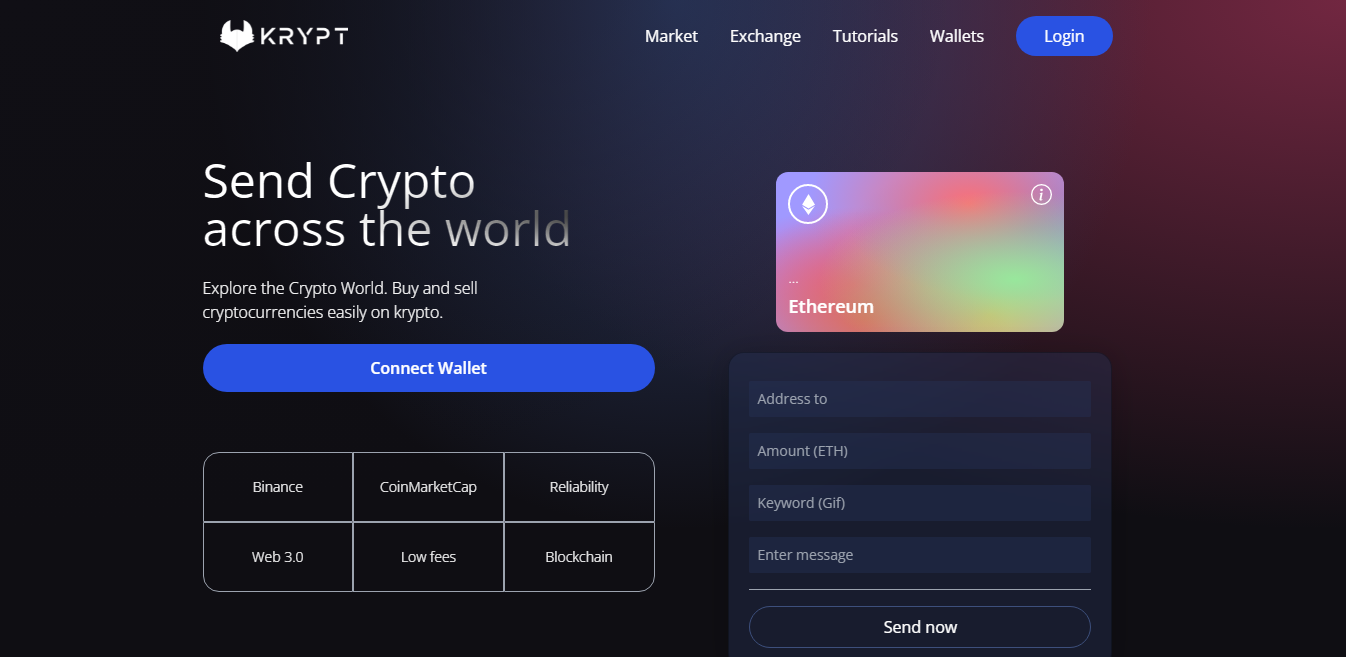 KRYPT
Market
Exchange
Tutorials
Wallets
Login
Send Crypto
across the world
Explore the Crypto World. Buy and sell
cryptocurrencies easily on krypto.
Connect Wallet
Binance
CoinMarketCap
Reliability
Web 3.0
Low fees
Blockchain
i
...
Ethereum
Address to
Amount (ETH)
Keyword (Gif)
Enter message
Send now